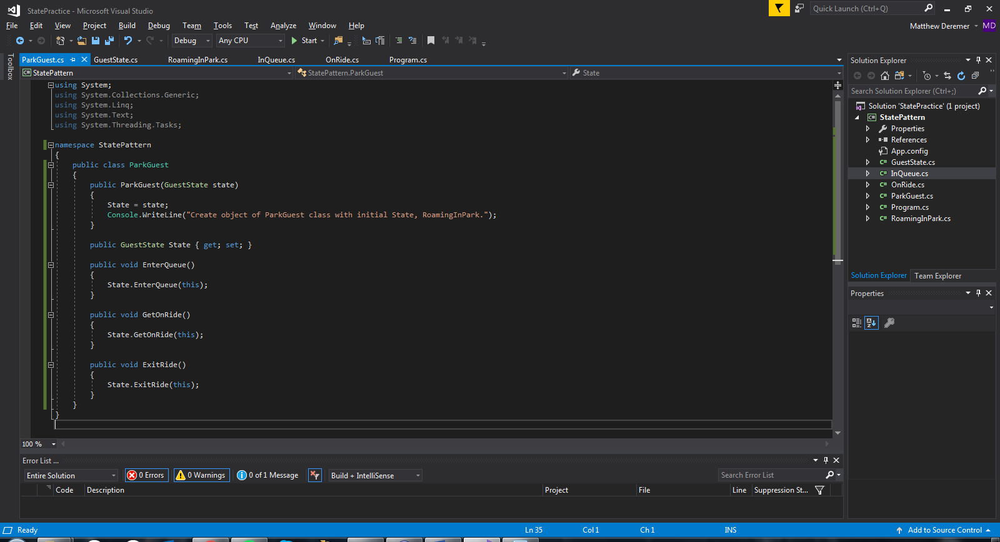 StatePractice - Microsoft Visual Studio
Quick Launch (Ctrl+Q)
File Edit View Project Build Debug Team Tools Test Analyze Window Help
Matthew Deremer MD
Debug Any CPU Start
Toolbox
ParkGuest.cs GuestState.cs RoamingInPark.cs InQueue.cs OnRide.cs Program.cs
C# StatePattern StatePattern.ParkGuest State
using System;
using System.Collections.Generic;
using System.Linq;
using System.Text;
using System.Threading.Tasks;
namespace StatePattern
{
public class ParkGuest
{
public ParkGuest(GuestState state)
{
State = state;
Console.WriteLine("Create object of ParkGuest class with initial State, RoamingInPark.");
}
public GuestState State { get; set; }
public void EnterQueue()
{
State.EnterQueue(this);
}
public void GetOnRide()
{
State.GetOnRide(this);
}
public void ExitRide()
{
State.ExitRide(this);
}
}
}
100 %
Solution Explorer
Search Solution Explorer (Ctrl+;)
Solution 'StatePractice' (1 project)
C# StatePattern
Properties
References
App.config
C# GuestState.cs
C# InQueue.cs
C# OnRide.cs
C# ParkGuest.cs
C# Program.cs
C# RoamingInPark.cs
Solution Explorer Team Explorer
Properties
Error List ...
Entire Solution 0 Errors 0 Warnings 0 of 1 Message Build + IntelliSense Search Error List
Code Description Project File Line Suppression St...
Ready Ln 35 Col 1 Ch 1 INS Add to Source Control